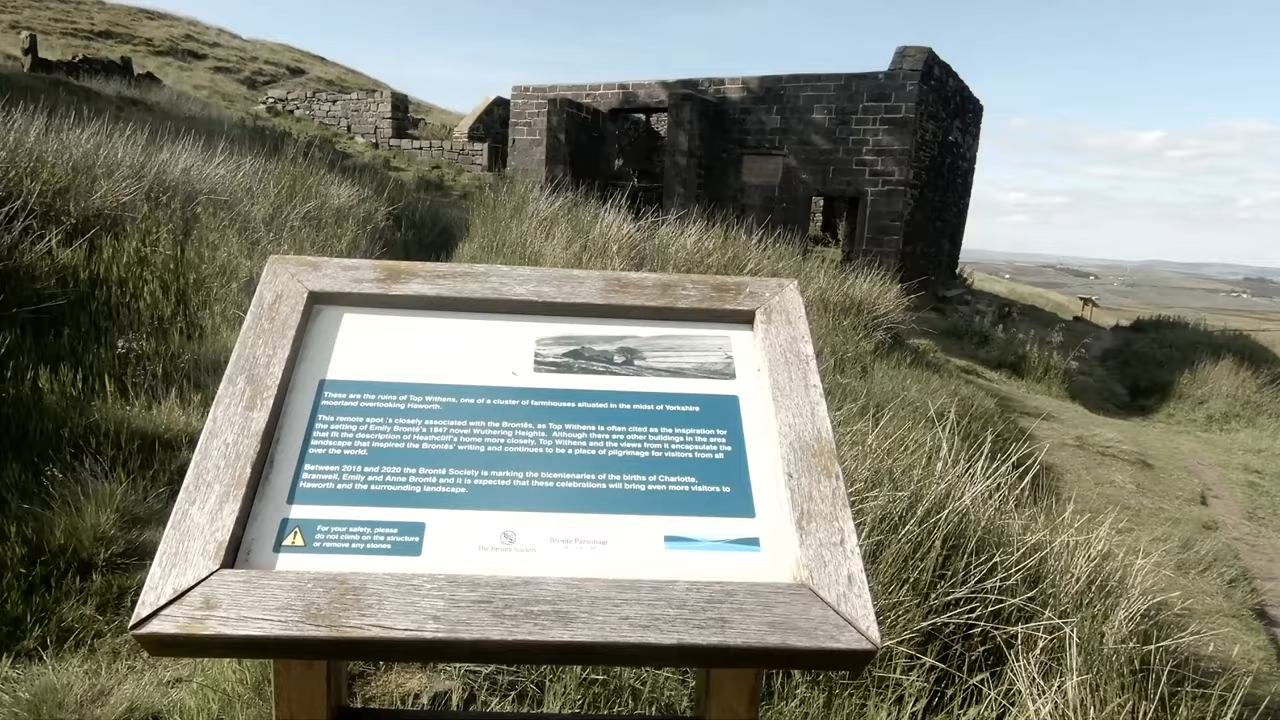 These are the ruins of Top Withens, one of a cluster of farmhouses situated in the midst of Yorkshire
moorland overlooking Haworth.
This remote spot is closely associated with the Brontës, as Top Withens is often cited as the inspiration for
the setting of Emily Brontë's 1847 novel Wuthering Heights. Although there are other buildings in the area
that fit the description of Heathcliff's home more closely, Top Withens and the views from it encapsulate the
landscape that inspired the Brontës' writing and continues to be a place of pilgrimage for visitors from all
over the world.
Between 2016 and 2020 the Brontë Society is marking the bicentenaries of the births of Charlotte,
Branwell, Emily and Anne Brontë and it is expected that these celebrations will bring even more visitors to
Haworth and the surrounding landscape.
For your safety, please
do not climb on the structure
or remove any stones
The Brontë Society
Brontë Parsonage